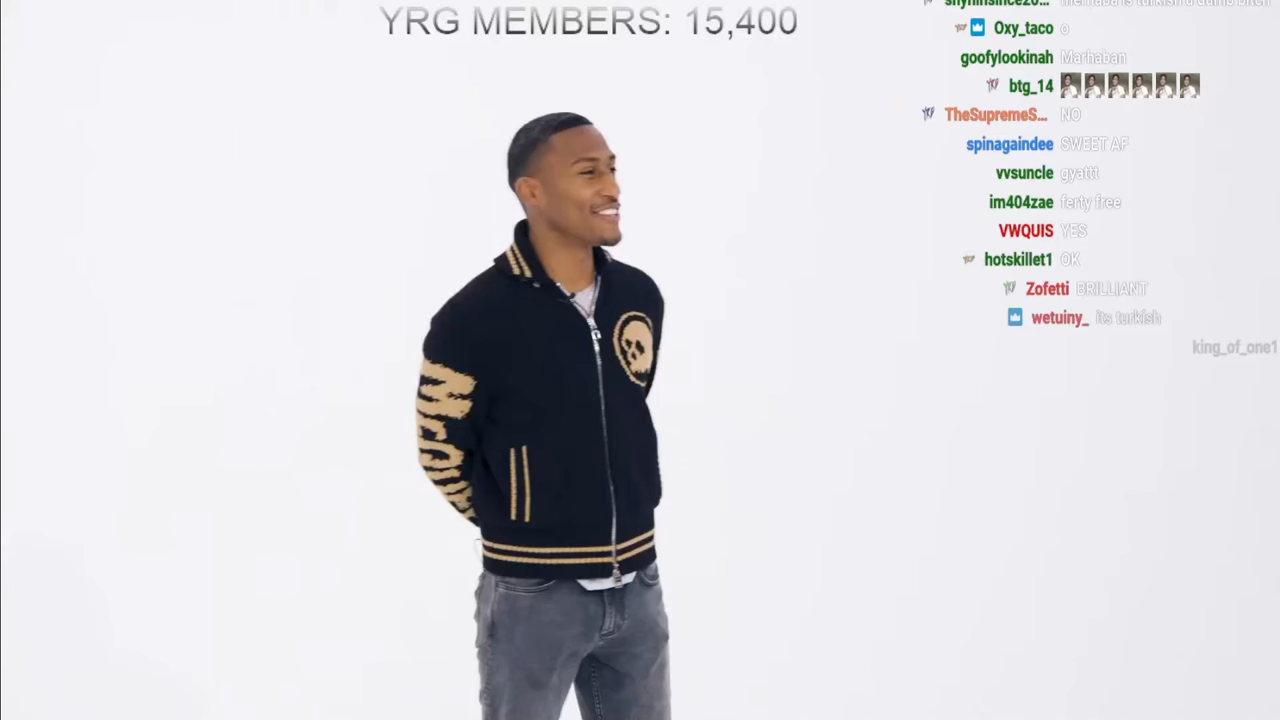 YRG MEMBERS: 15,400
Oxy_taco o
goofylookinah Marhaban
btg_14
TheSupremeS... NO
spinagaindee SWEET AF
vvsuncle gyattt
im404zae ferty free
VWQUIS YES
hotskillet1 OK
Zofetti BRILLIANT
wetuiny_ its turkish
king_of_one1